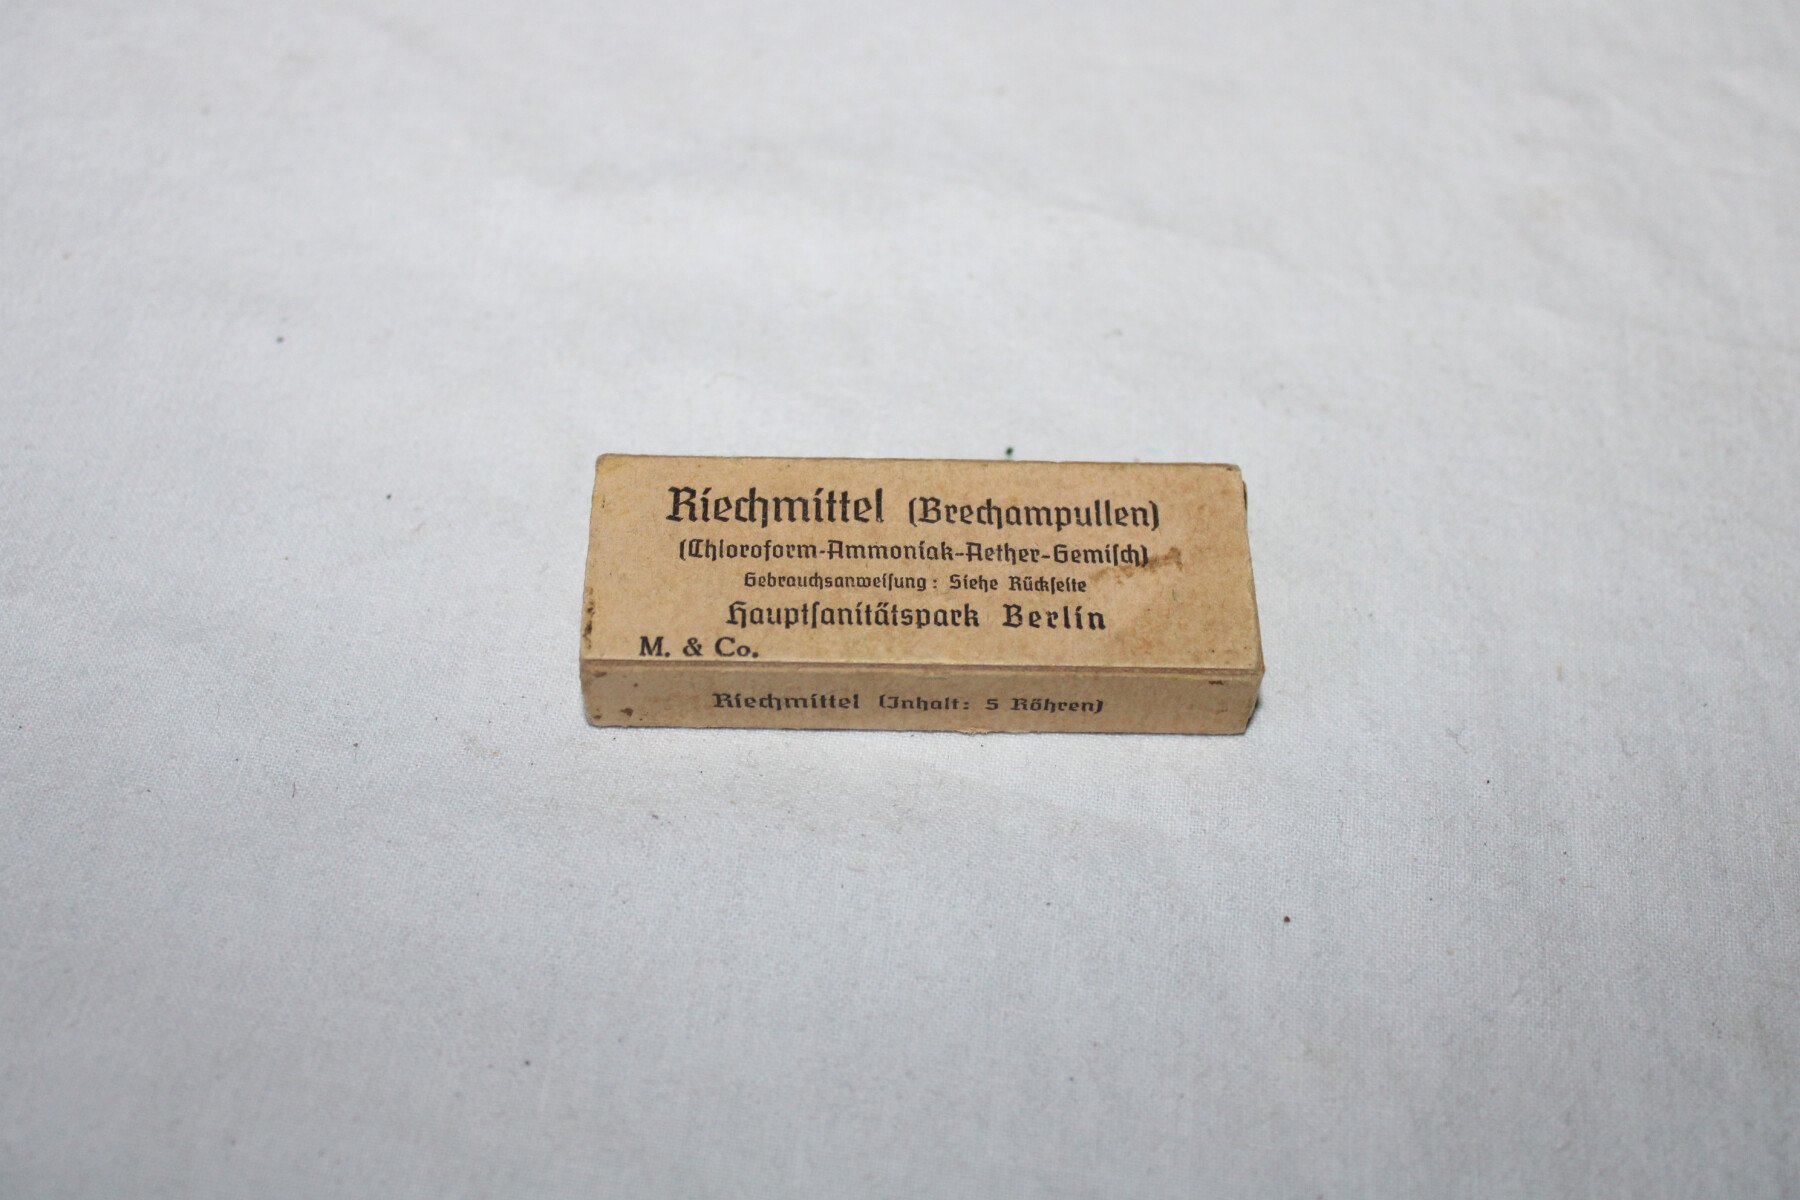 Riechmittel (Brechampullen)
(Chloroform-Ammoniak-Aether-Gemiſch)
Gebrauchsanweiſung: Siehe Rückſeite
Hauptſanitätspark Berlin
M. & Co.
Riechmittel (Inhalt: 5 Röhren)